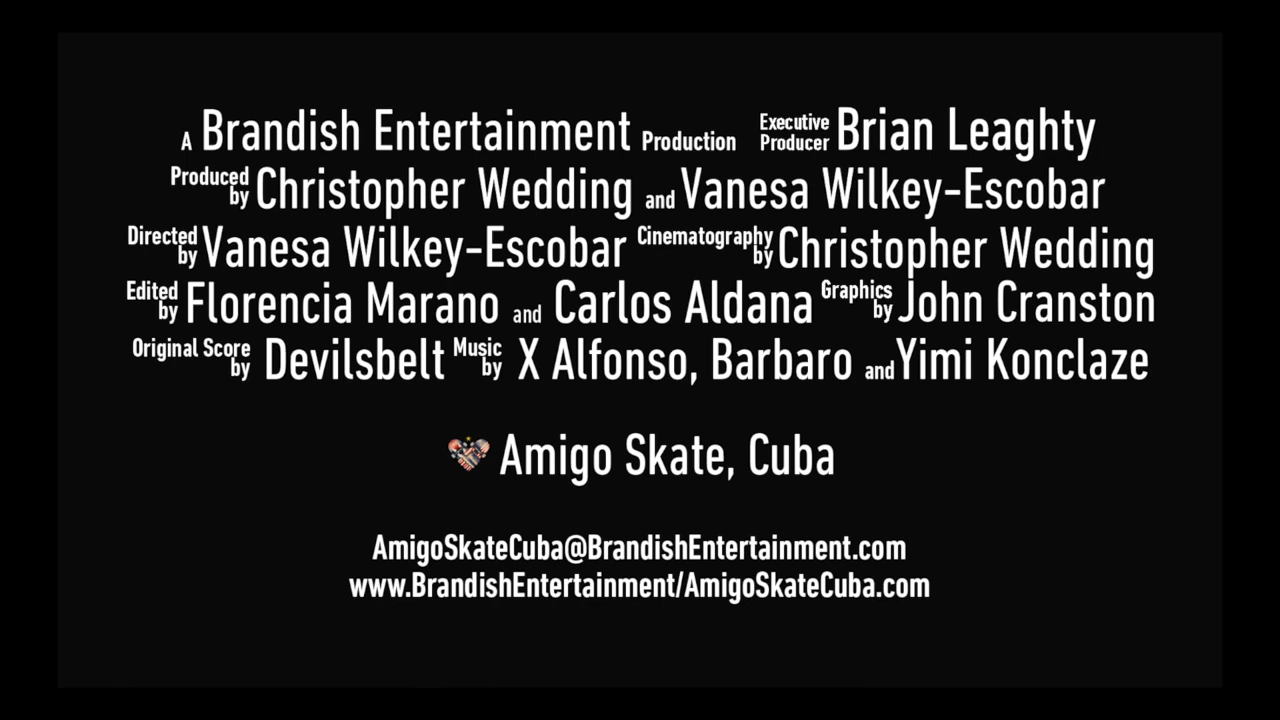 A Brandish Entertainment Production Executive Producer Brian Leaghty
Produced by Christopher Wedding and Vanesa Wilkey-Escobar
Directed by Vanesa Wilkey-Escobar Cinematography by Christopher Wedding
Edited by Florencia Marano and Carlos Aldana Graphics by John Cranston
Original Score by Devilsbelt Music by X Alfonso, Barbaro and Yimi Konclaze
Amigo Skate, Cuba
AmigoSkateCuba@BrandishEntertainment.com
www.BrandishEntertainment/AmigoSkateCuba.com